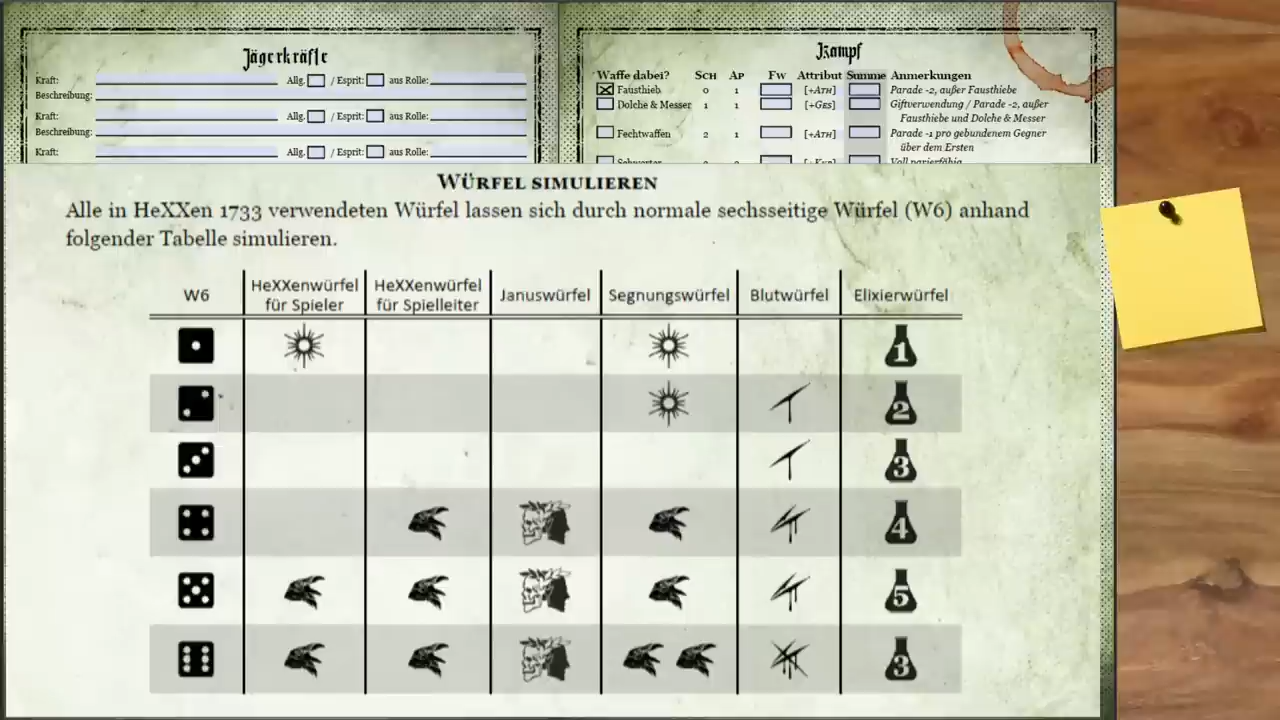 Jägerkräfte
Kraft: Allg. / Esprit: aus Rolle:
Beschreibung:
Kraft: Allg. / Esprit: aus Rolle:
Beschreibung:
Kraft: Allg. / Esprit: aus Rolle:
Kampf
Waffe dabei? Sch Ap Fw Attribut Summe Anmerkungen
Fausthieb 0 1 [+Ath] Parade -2, außer Fausthiebe
Dolche & Messer 1 1 [+Ges] Giftverwendung / Parade -2, außer
Fausthiebe und Dolche & Messer
Fechtwaffen 2 1 [+Ath] Parade -1 pro gebundenem Gegner
über dem Ersten
Voll parierfähig
Würfel simulieren
Alle in HeXXen 1733 verwendeten Würfel lassen sich durch normale sechsseitige Würfel (W6) anhand
folgender Tabelle simulieren.
W6 HeXXenwürfel für Spieler HeXXenwürfel für Spielleiter Januswürfel Segnungswürfel Blutwürfel Elixierwürfel
1
2
3
4
5
3